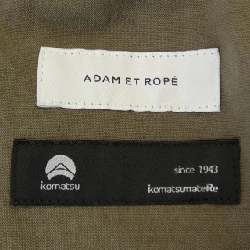 ADAM ET ROPÉ
since 1943
komatsu
komatsumateRe